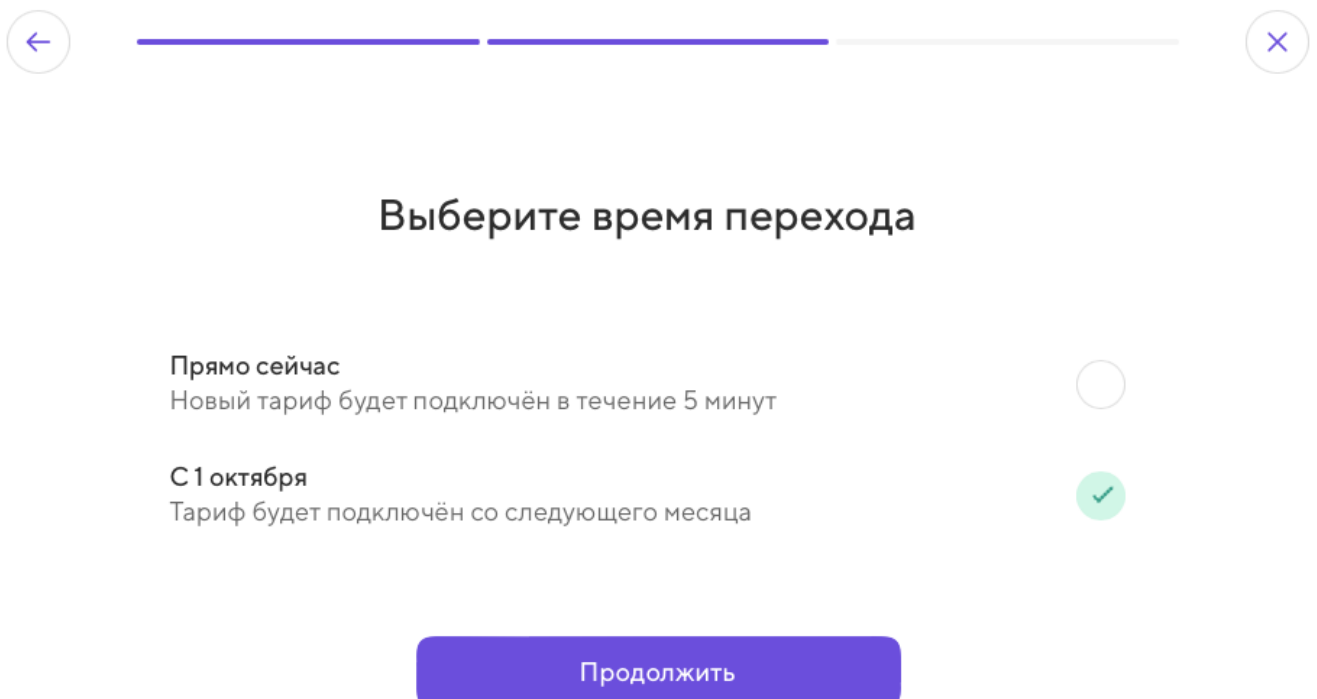 Выберите время перехода
Прямо сейчас
Новый тариф будет подключён в течение 5 минут
С 1 октября
Тариф будет подключён со следующего месяца
Продолжить